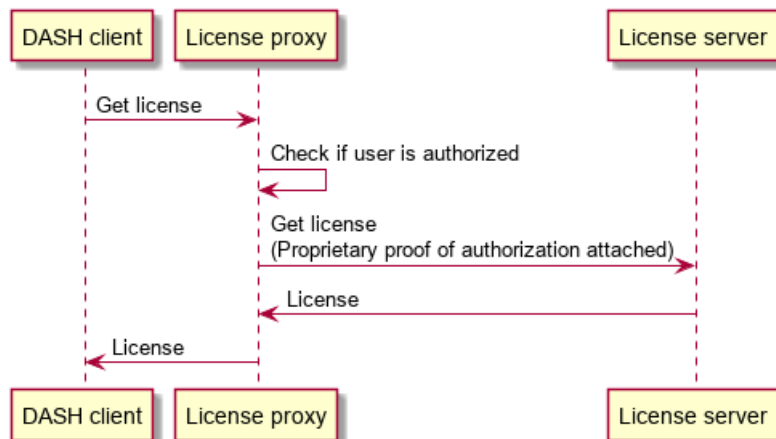 DASH client
License proxy
License server
Get license
Check if user is authorized
Get license
(Proprietary proof of authorization attached)
License
License
DASH client
License proxy
License server